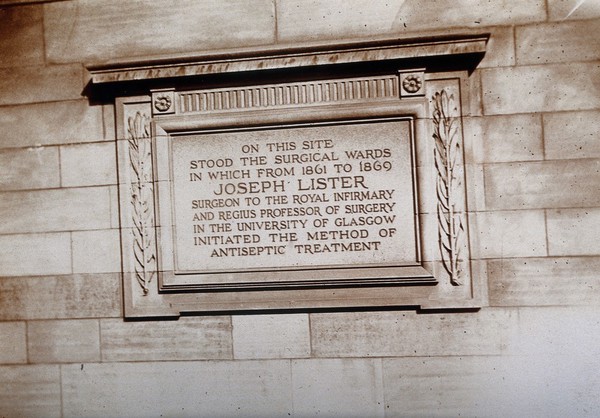 ON THIS SITE
STOOD THE SURGICAL WARDS
IN WHICH FROM 1861 TO 1869
JOSEPH LISTER
SURGEON TO THE ROYAL INFIRMARY
AND REGIUS PROFESSOR OF SURGERY
IN THE UNIVERSITY OF GLASGOW
INITIATED THE METHOD OF
ANTISEPTIC TREATMENT